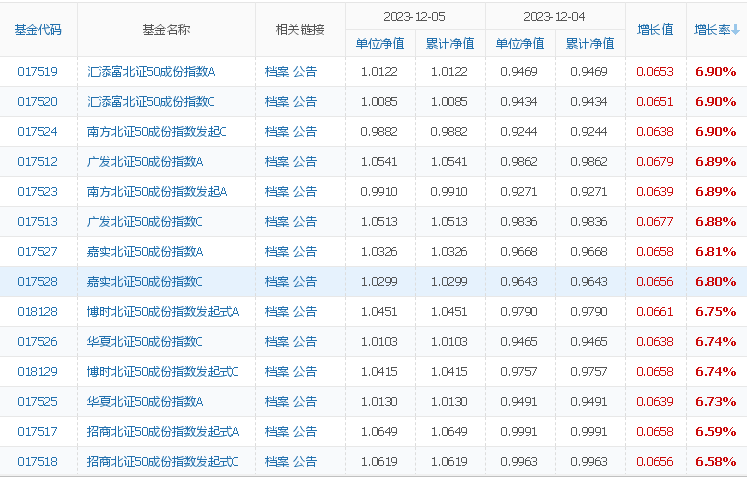 基金代码 基金名称 相关链接 2023-12-05 2023-12-04 增长值 增长率
单位净值 累计净值 单位净值 累计净值
017519 汇添富北证50成份指数A 档案 公告 1.0122 1.0122 0.9469 0.9469 0.0653 6.90%
017520 汇添富北证50成份指数C 档案 公告 1.0085 1.0085 0.9434 0.9434 0.0651 6.90%
017524 南方北证50成份指数发起C 档案 公告 0.9882 0.9882 0.9244 0.9244 0.0638 6.90%
017512 广发北证50成份指数A 档案 公告 1.0541 1.0541 0.9862 0.9862 0.0679 6.89%
017523 南方北证50成份指数发起A 档案 公告 0.9910 0.9910 0.9271 0.9271 0.0639 6.89%
017513 广发北证50成份指数C 档案 公告 1.0513 1.0513 0.9836 0.9836 0.0677 6.88%
017527 嘉实北证50成份指数A 档案 公告 1.0326 1.0326 0.9668 0.9668 0.0658 6.81%
017528 嘉实北证50成份指数C 档案 公告 1.0299 1.0299 0.9643 0.9643 0.0656 6.80%
018128 博时北证50成份指数发起式A 档案 公告 1.0451 1.0451 0.9790 0.9790 0.0661 6.75%
017526 华夏北证50成份指数C 档案 公告 1.0103 1.0103 0.9465 0.9465 0.0638 6.74%
018129 博时北证50成份指数发起式C 档案 公告 1.0415 1.0415 0.9757 0.9757 0.0658 6.74%
017525 华夏北证50成份指数A 档案 公告 1.0130 1.0130 0.9491 0.9491 0.0639 6.73%
017517 招商北证50成份指数发起式A 档案 公告 1.0649 1.0649 0.9991 0.9991 0.0658 6.59%
017518 招商北证50成份指数发起式C 档案 公告 1.0619 1.0619 0.9963 0.9963 0.0656 6.58%